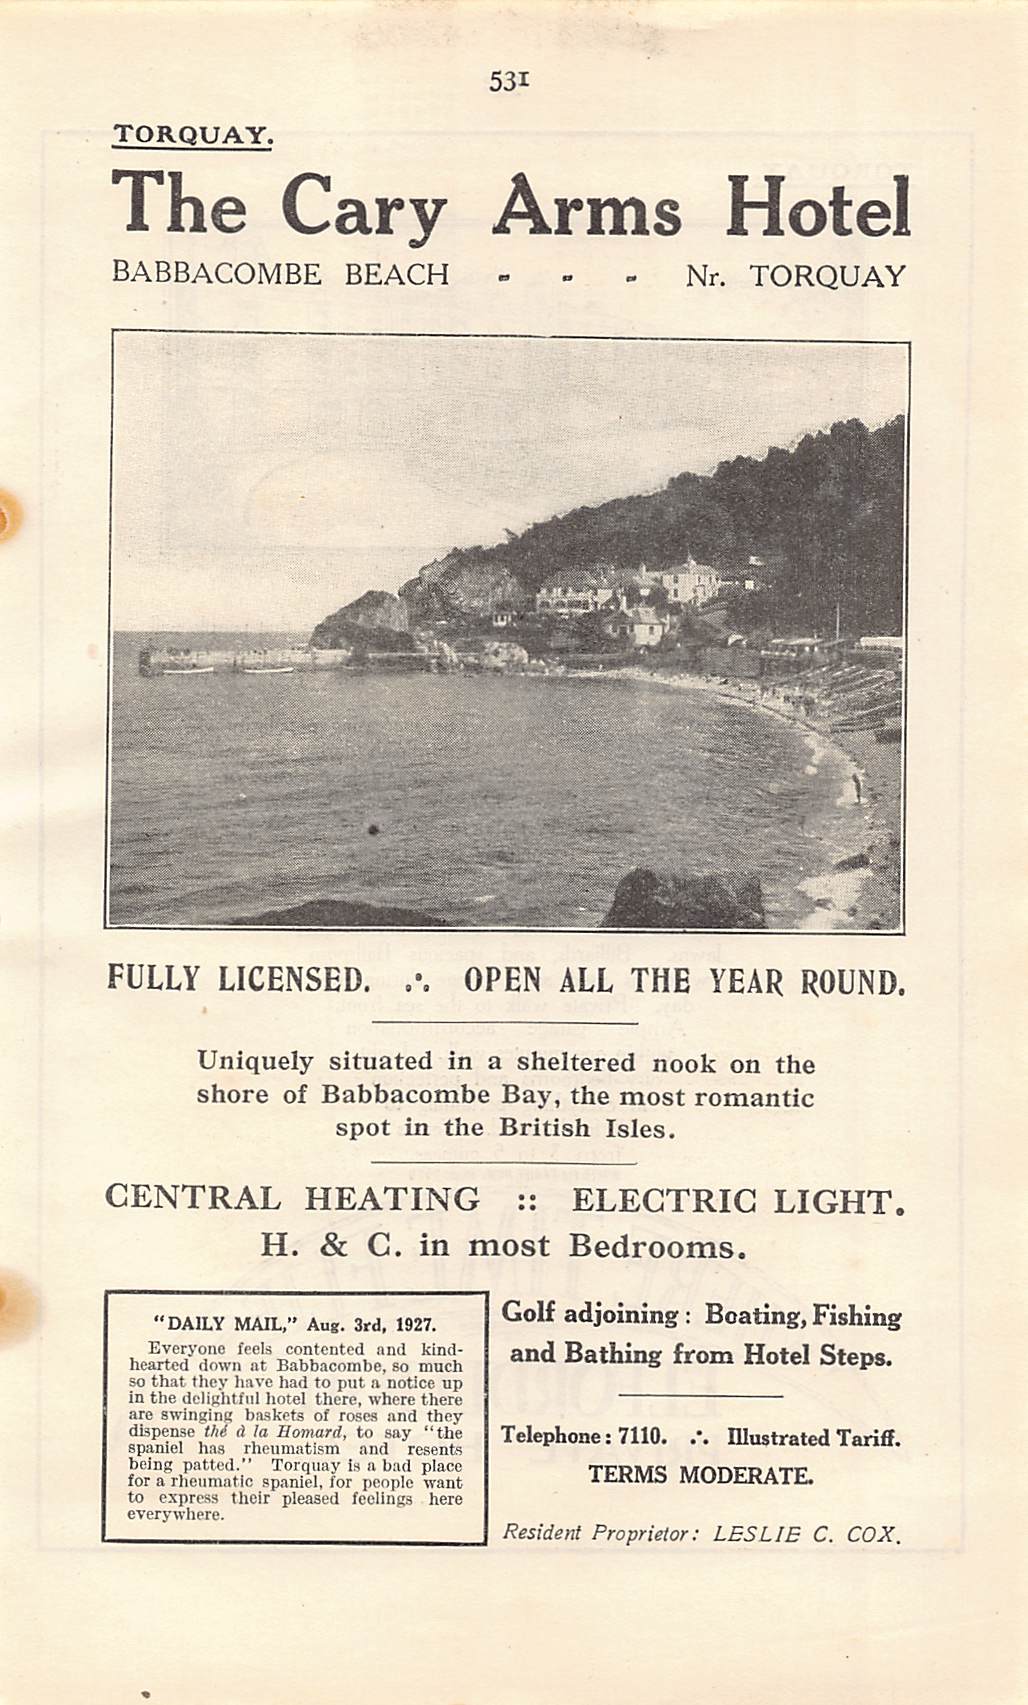 531
TORQUAY.
The Cary Arms Hotel
BABBACOMBE BEACH - - - Nr. TORQUAY
FULLY LICENSED. ∴ OPEN ALL THE YEAR ROUND.
Uniquely situated in a sheltered nook on the
shore of Babbacombe Bay, the most romantic
spot in the British Isles.
CENTRAL HEATING :: ELECTRIC LIGHT.
H. & C. in most Bedrooms.
"DAILY MAIL," Aug. 3rd, 1927.
Everyone feels contented and kind-
hearted down at Babbacombe, so much
so that they have had to put a notice up
in the delightful hotel there, where there
are swinging baskets of roses and they
dispense thé à la Homard, to say "the
spaniel has rheumatism and resents
being patted." Torquay is a bad place
for a rheumatic spaniel, for people want
to express their pleased feelings here
everywhere.
Golf adjoining: Boating, Fishing
and Bathing from Hotel Steps.
Telephone: 7110. ∴ Illustrated Tariff.
TERMS MODERATE.
Resident Proprietor: LESLIE C. COX.